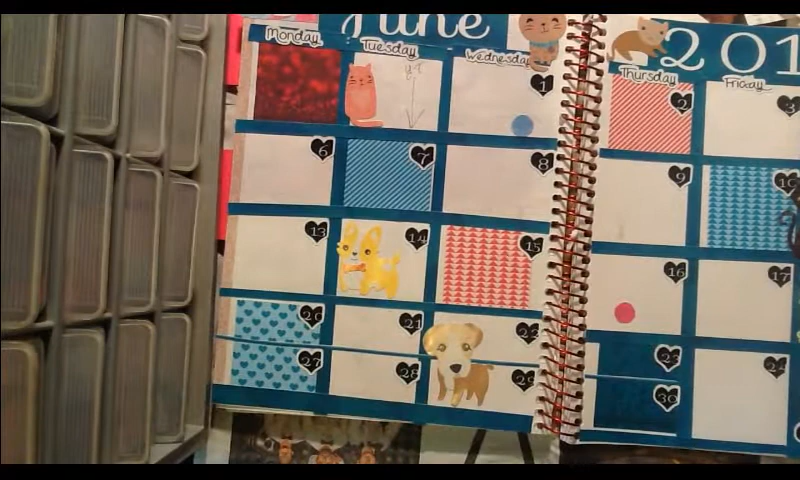 June 201
Monday Tuesday Wednesday Thursday Friday
1 2 3
6 7 8 9 10
13 14 15 16 17
20 21 22 23 24
27 28 29 30